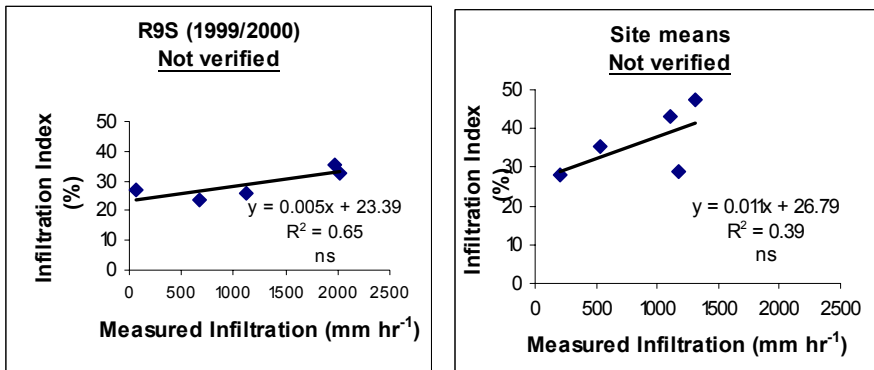 R9S (1999/2000)
Not verified
Infiltration Index
(%)
50
40
30
20
10
0
y = 0.005x + 23.39
R² = 0.65
ns
0 500 1000 1500 2000 2500
Measured Infiltration (mm hr⁻¹)
Site means
Not verified
Infiltration Index
(%)
50
40
30
20
10
0
y = 0.011x + 26.79
R² = 0.39
ns
0 500 1000 1500 2000 2500
Measured Infiltration (mm hr⁻¹)